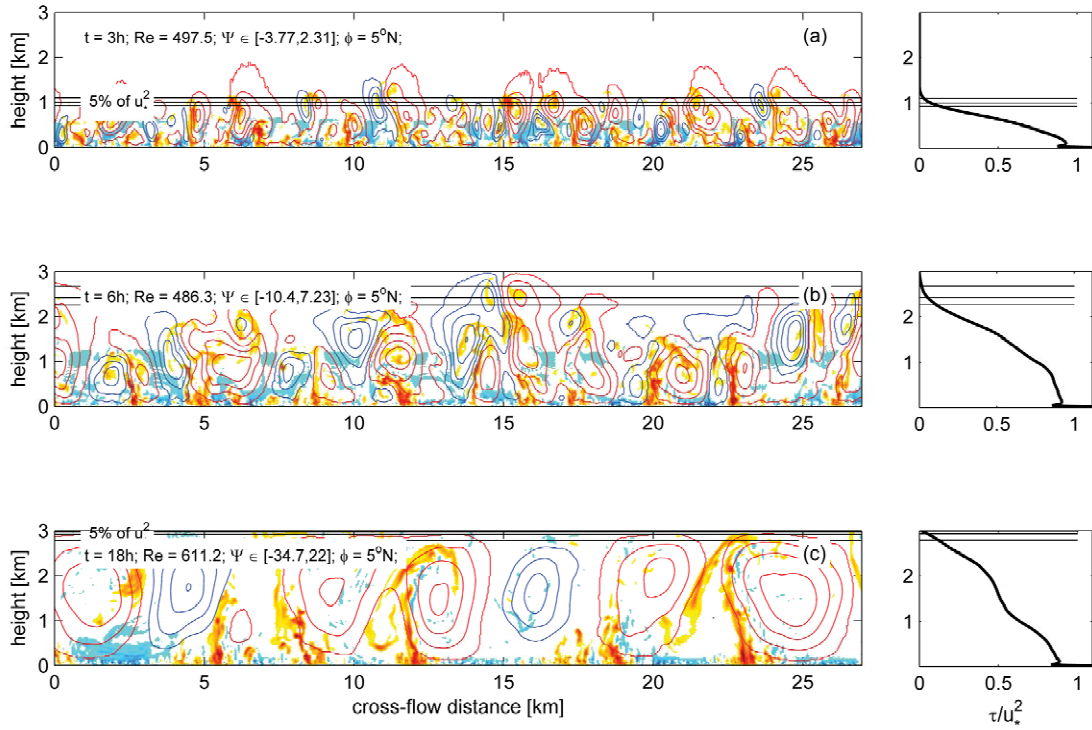 3
2
1
0
height [km]
t = 3h; Re = 497.5; Ψ ∈ [-3.77,2.31]; ϕ = 5°N;
(a)
5% of u²*
0 5 10 15 20 25
2
1
0 0.5 1
3
2
1
0
height [km]
t = 6h; Re = 486.3; Ψ ∈ [-10.4,7.23]; ϕ = 5°N;
(b)
0 5 10 15 20 25
2
1
0 0.5 1
3
2
1
0
height [km]
5% of u²
t = 18h; Re = 611.2; Ψ ∈ [-34.7,22]; ϕ = 5°N;
(c)
0 5 10 15 20 25
cross-flow distance [km]
2
1
0 0.5 1
τ/u²*